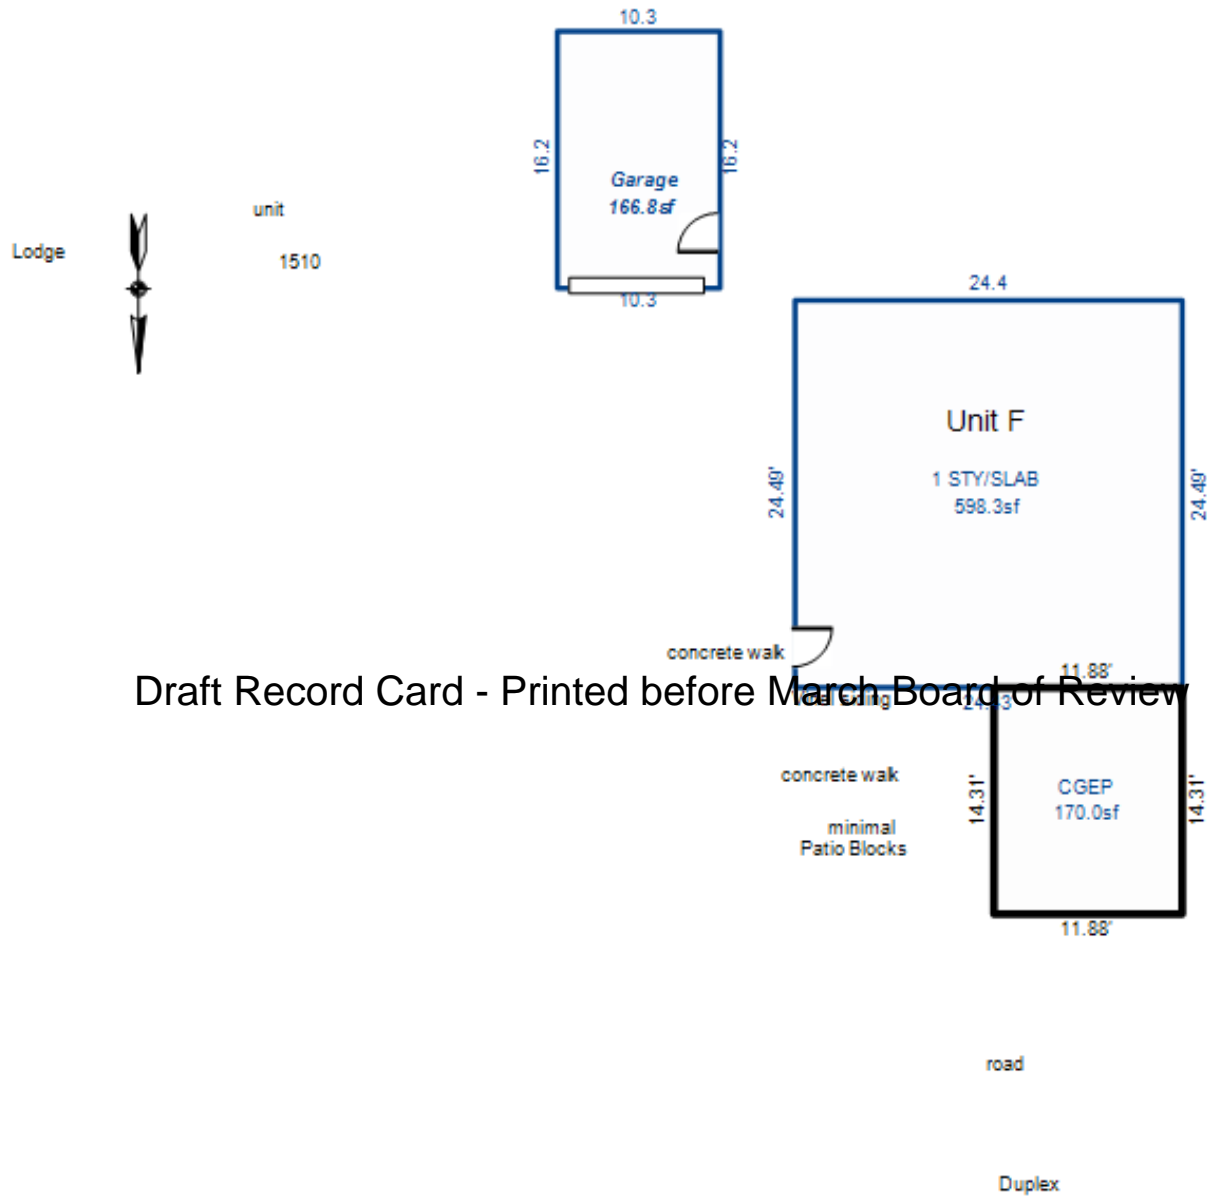 10.3
16.2
16.2
Garage
166.8sf
10.3
unit
Lodge
1510
24.4
Unit F
1 STY/SLAB
598.3sf
24.49'
24.49'
concrete walk
11.88'
Draft Record Card - Printed before March Board of Review
siding
concrete walk
minimal
Patio Blocks
14.31'
CGEP
170.0sf
14.31'
11.88'
road
Duplex